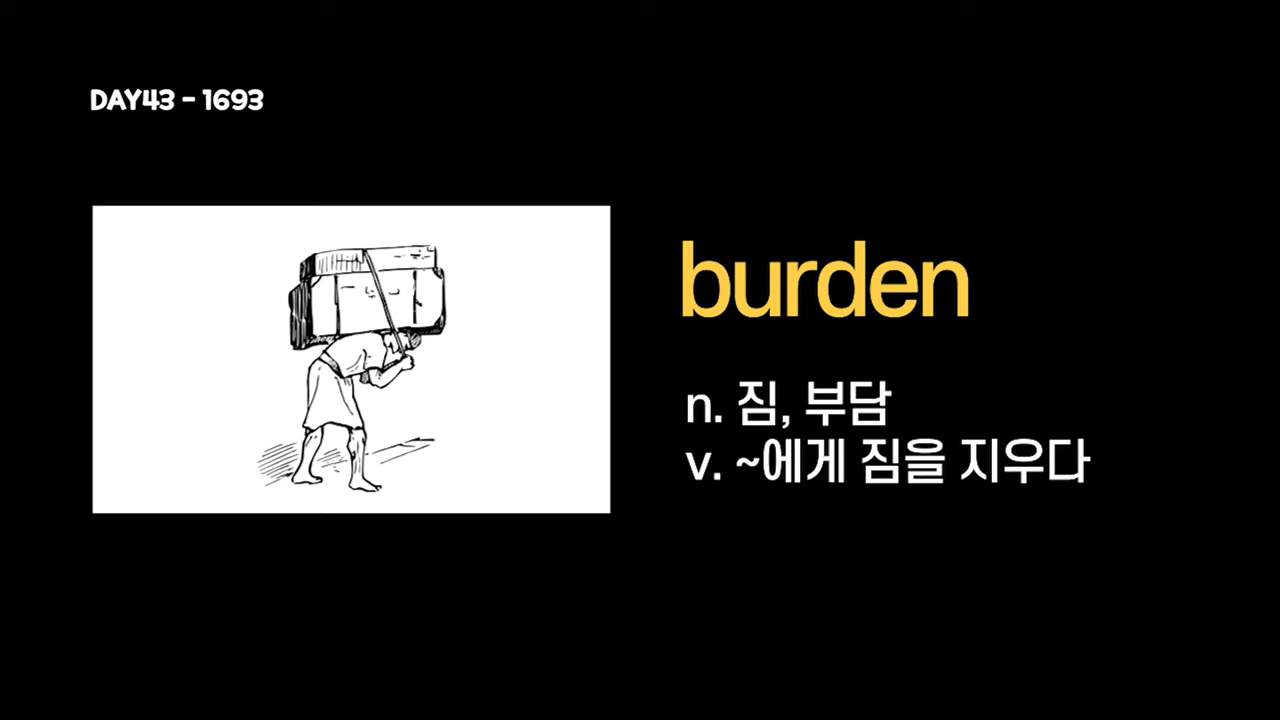 DAY43 - 1693
burden
n. 짐, 부담
v. ~에게 짐을 지우다